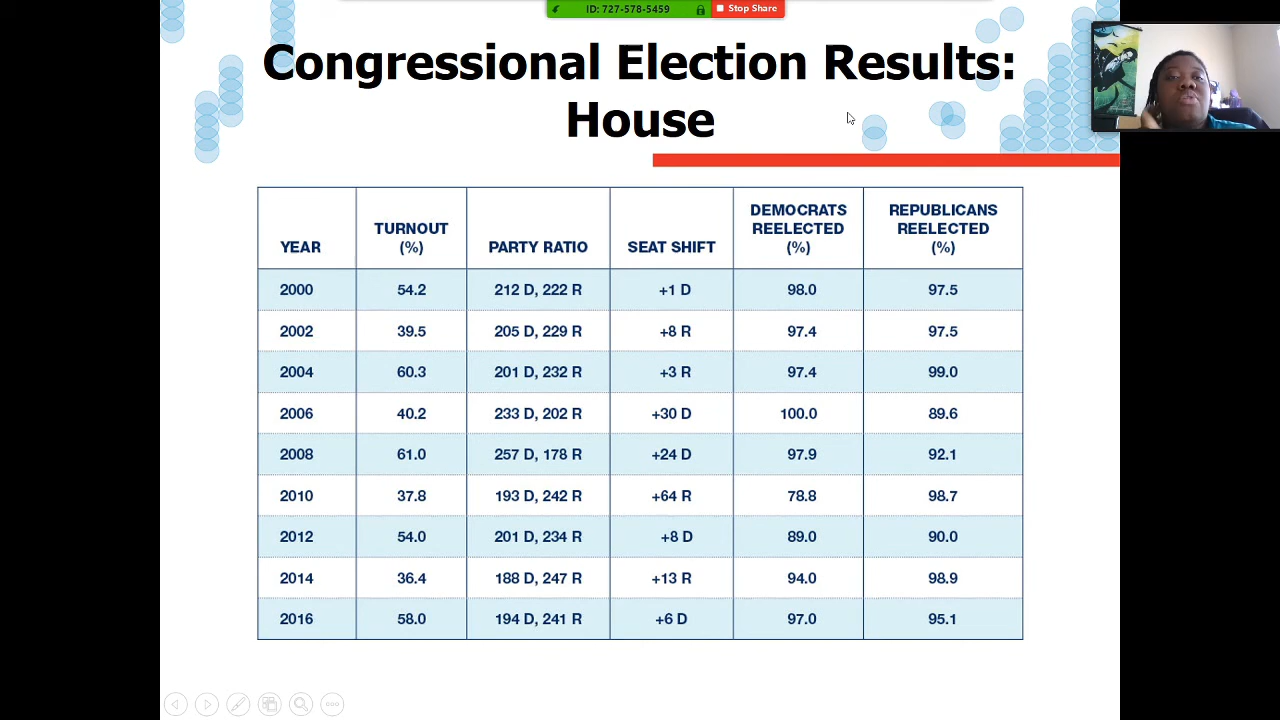 ID: 727-578-5459
Stop Share
Congressional Election Results:
House
YEAR TURNOUT (%) PARTY RATIO SEAT SHIFT DEMOCRATS REELECTED (%) REPUBLICANS REELECTED (%)
2000 54.2 212 D, 222 R +1 D 98.0 97.5
2002 39.5 205 D, 229 R +8 R 97.4 97.5
2004 60.3 201 D, 232 R +3 R 97.4 99.0
2006 40.2 233 D, 202 R +30 D 100.0 89.6
2008 61.0 257 D, 178 R +24 D 97.9 92.1
2010 37.8 193 D, 242 R +64 R 78.8 98.7
2012 54.0 201 D, 234 R +8 D 89.0 90.0
2014 36.4 188 D, 247 R +13 R 94.0 98.9
2016 58.0 194 D, 241 R +6 D 97.0 95.1